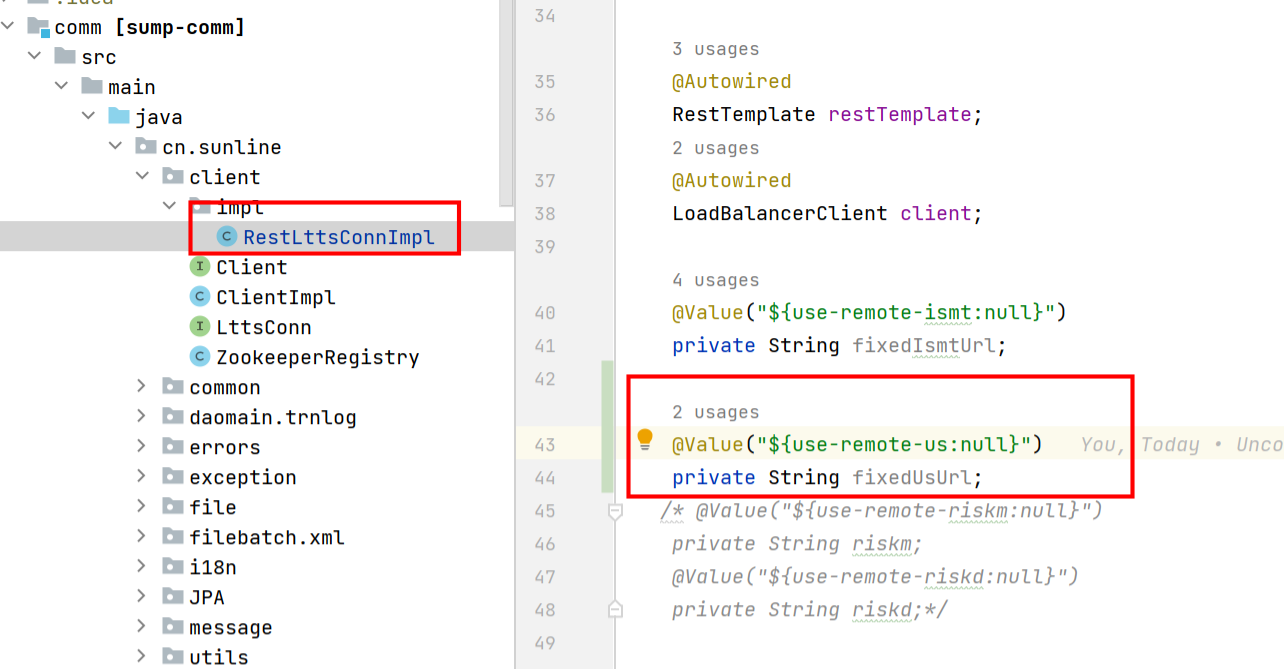 .idea
comm [sump-comm]
src
main
java
cn.sunline
client
impl
RestLttsConnImpl
Client
ClientImpl
LttsConn
ZookeeperRegistry
common
daomain.trnlog
errors
exception
file
filebatch.xml
i18n
JPA
message
utils
34
3 usages
35 @Autowired
36 RestTemplate restTemplate;
2 usages
37 @Autowired
38 LoadBalancerClient client;
39
4 usages
40 @Value("${use-remote-ismt:null}")
41 private String fixedIsmtUrl;
42
2 usages
43 @Value("${use-remote-us:null}") You, Today • Unco
44 private String fixedUsUrl;
45 /* @Value("${use-remote-riskm:null}")
46 private String riskm;
47 @Value("${use-remote-riskd:null}")
48 private String riskd;*/
49